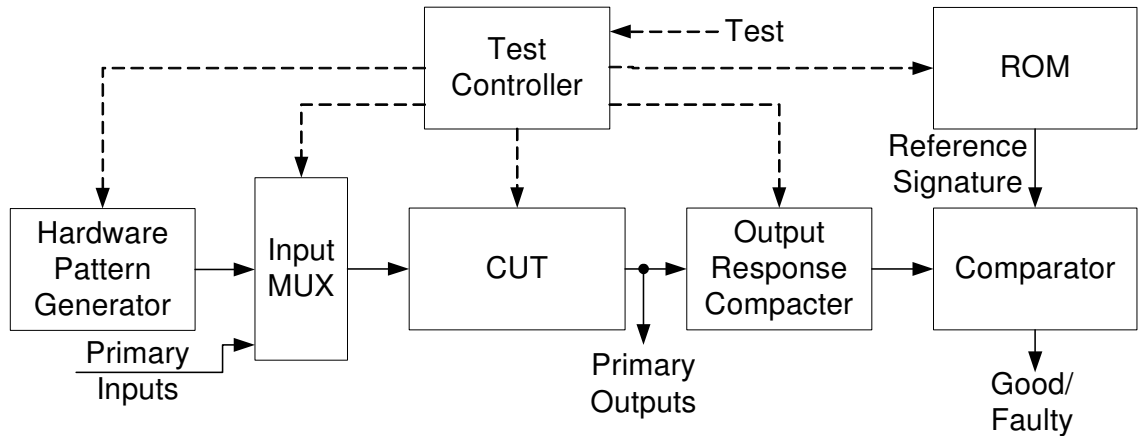 Test
Controller
Test
ROM
Reference
Signature
Hardware
Pattern
Generator
Input
MUX
CUT
Output
Response
Compacter
Comparator
Primary
Inputs
Primary
Outputs
Good/
Faulty